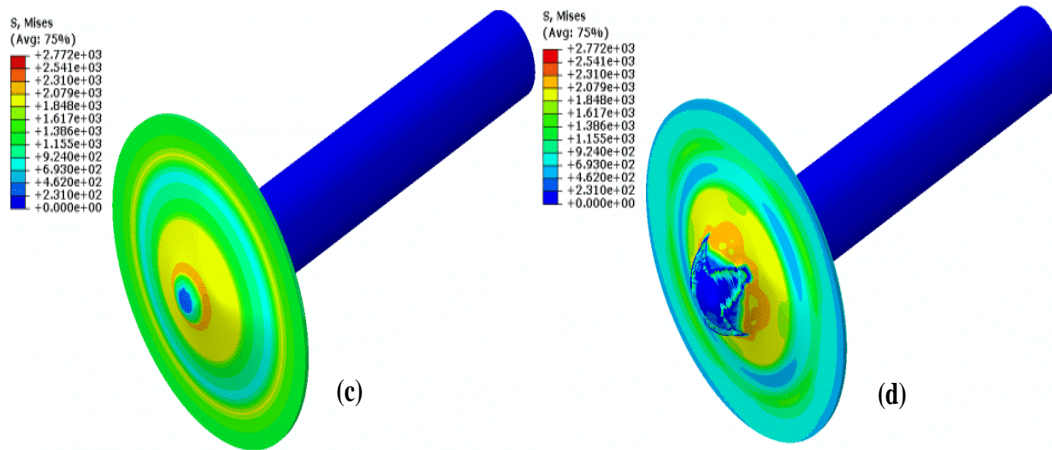 S, Mises
(Avg: 75%)
+2.772e+03
+2.541e+03
+2.310e+03
+2.079e+03
+1.848e+03
+1.617e+03
+1.386e+03
+1.155e+03
+9.240e+02
+6.930e+02
+4.620e+02
+2.310e+02
+0.000e+00
(c)
S, Mises
(Avg: 75%)
+2.772e+03
+2.541e+03
+2.310e+03
+2.079e+03
+1.848e+03
+1.617e+03
+1.386e+03
+1.155e+03
+9.240e+02
+6.930e+02
+4.620e+02
+2.310e+02
+0.000e+00
(d)